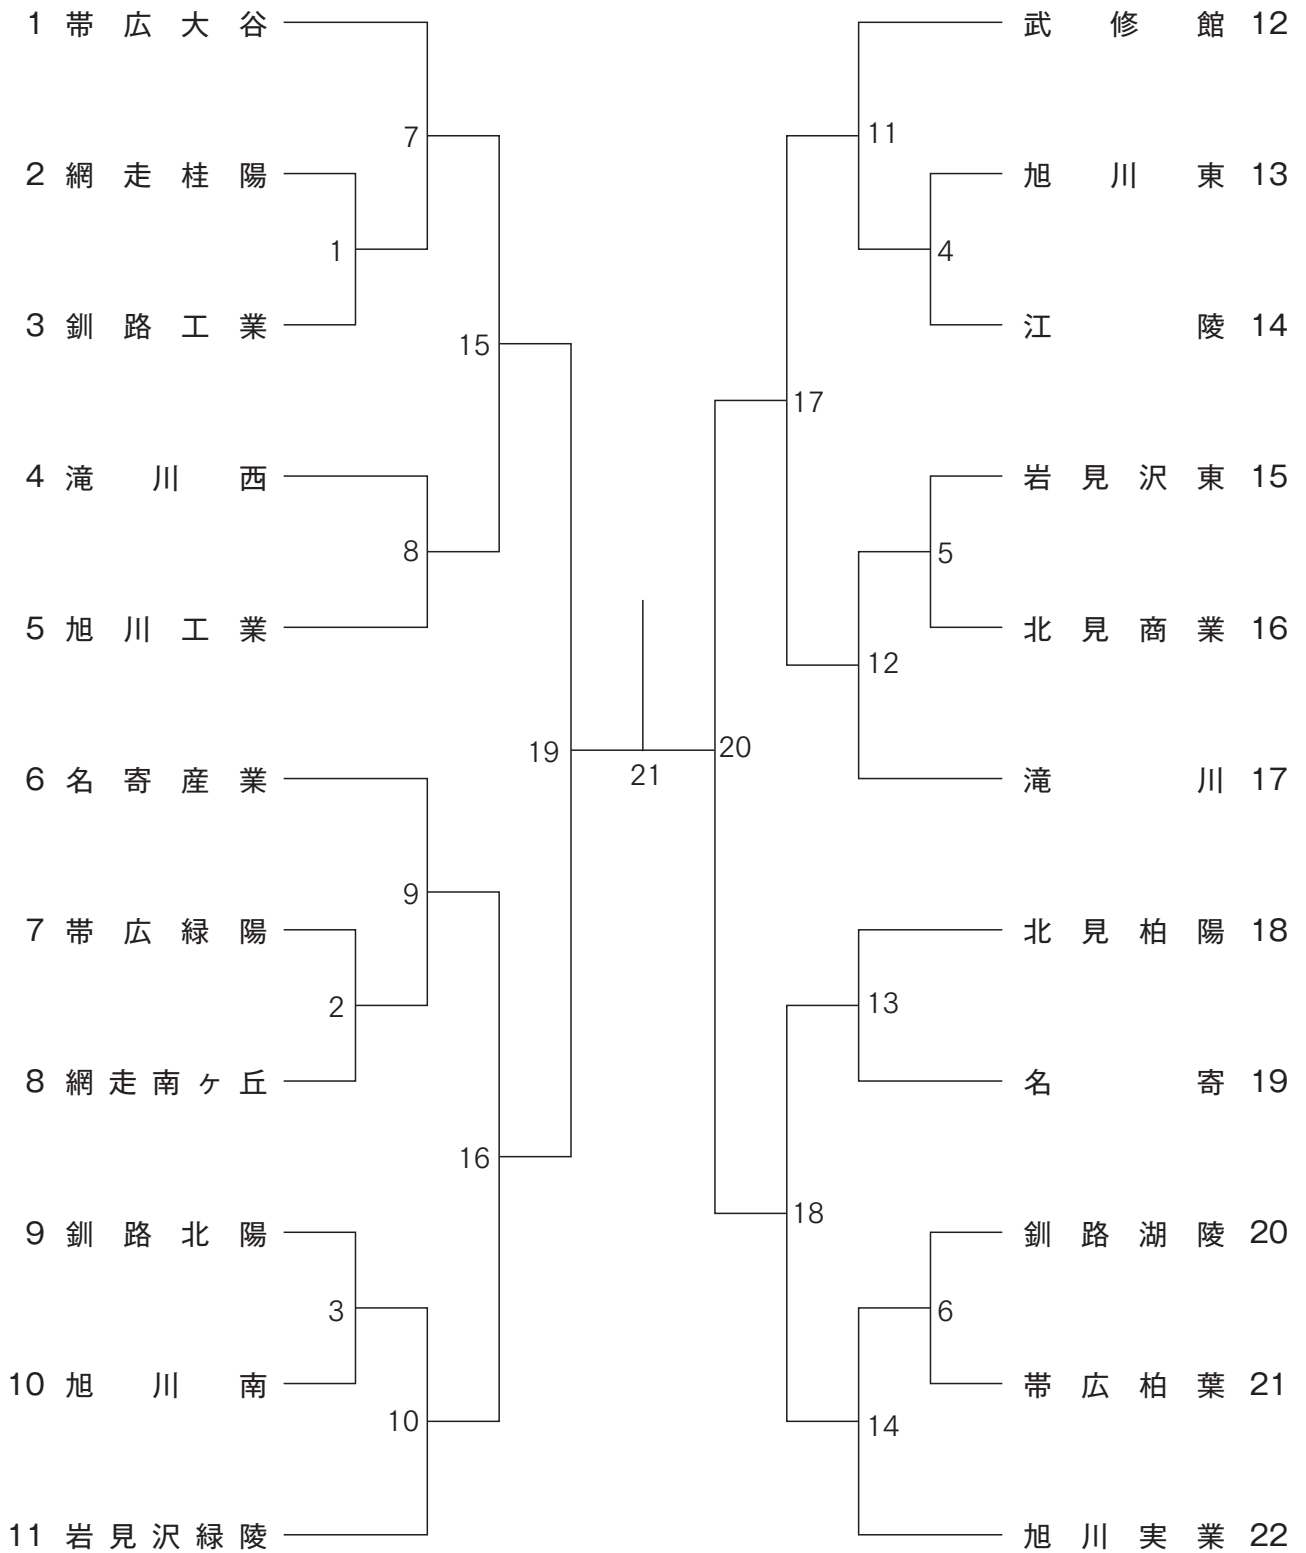 1 帯広大谷
2 網走桂陽
3 釧路工業
4 滝川西
5 旭川工業
6 名寄産業
7 帯広緑陽
8 網走南ヶ丘
9 釧路北陽
10 旭川南
11 岩見沢緑陵
7
1
15
8
19
9
2
16
3
10
21
20
11
4
17
5
12
13
18
6
14
武修館 12
旭川東 13
江陵 14
岩見沢東 15
北見商業 16
滝川 17
北見柏陽 18
名寄 19
釧路湖陵 20
帯広柏葉 21
旭川実業 22